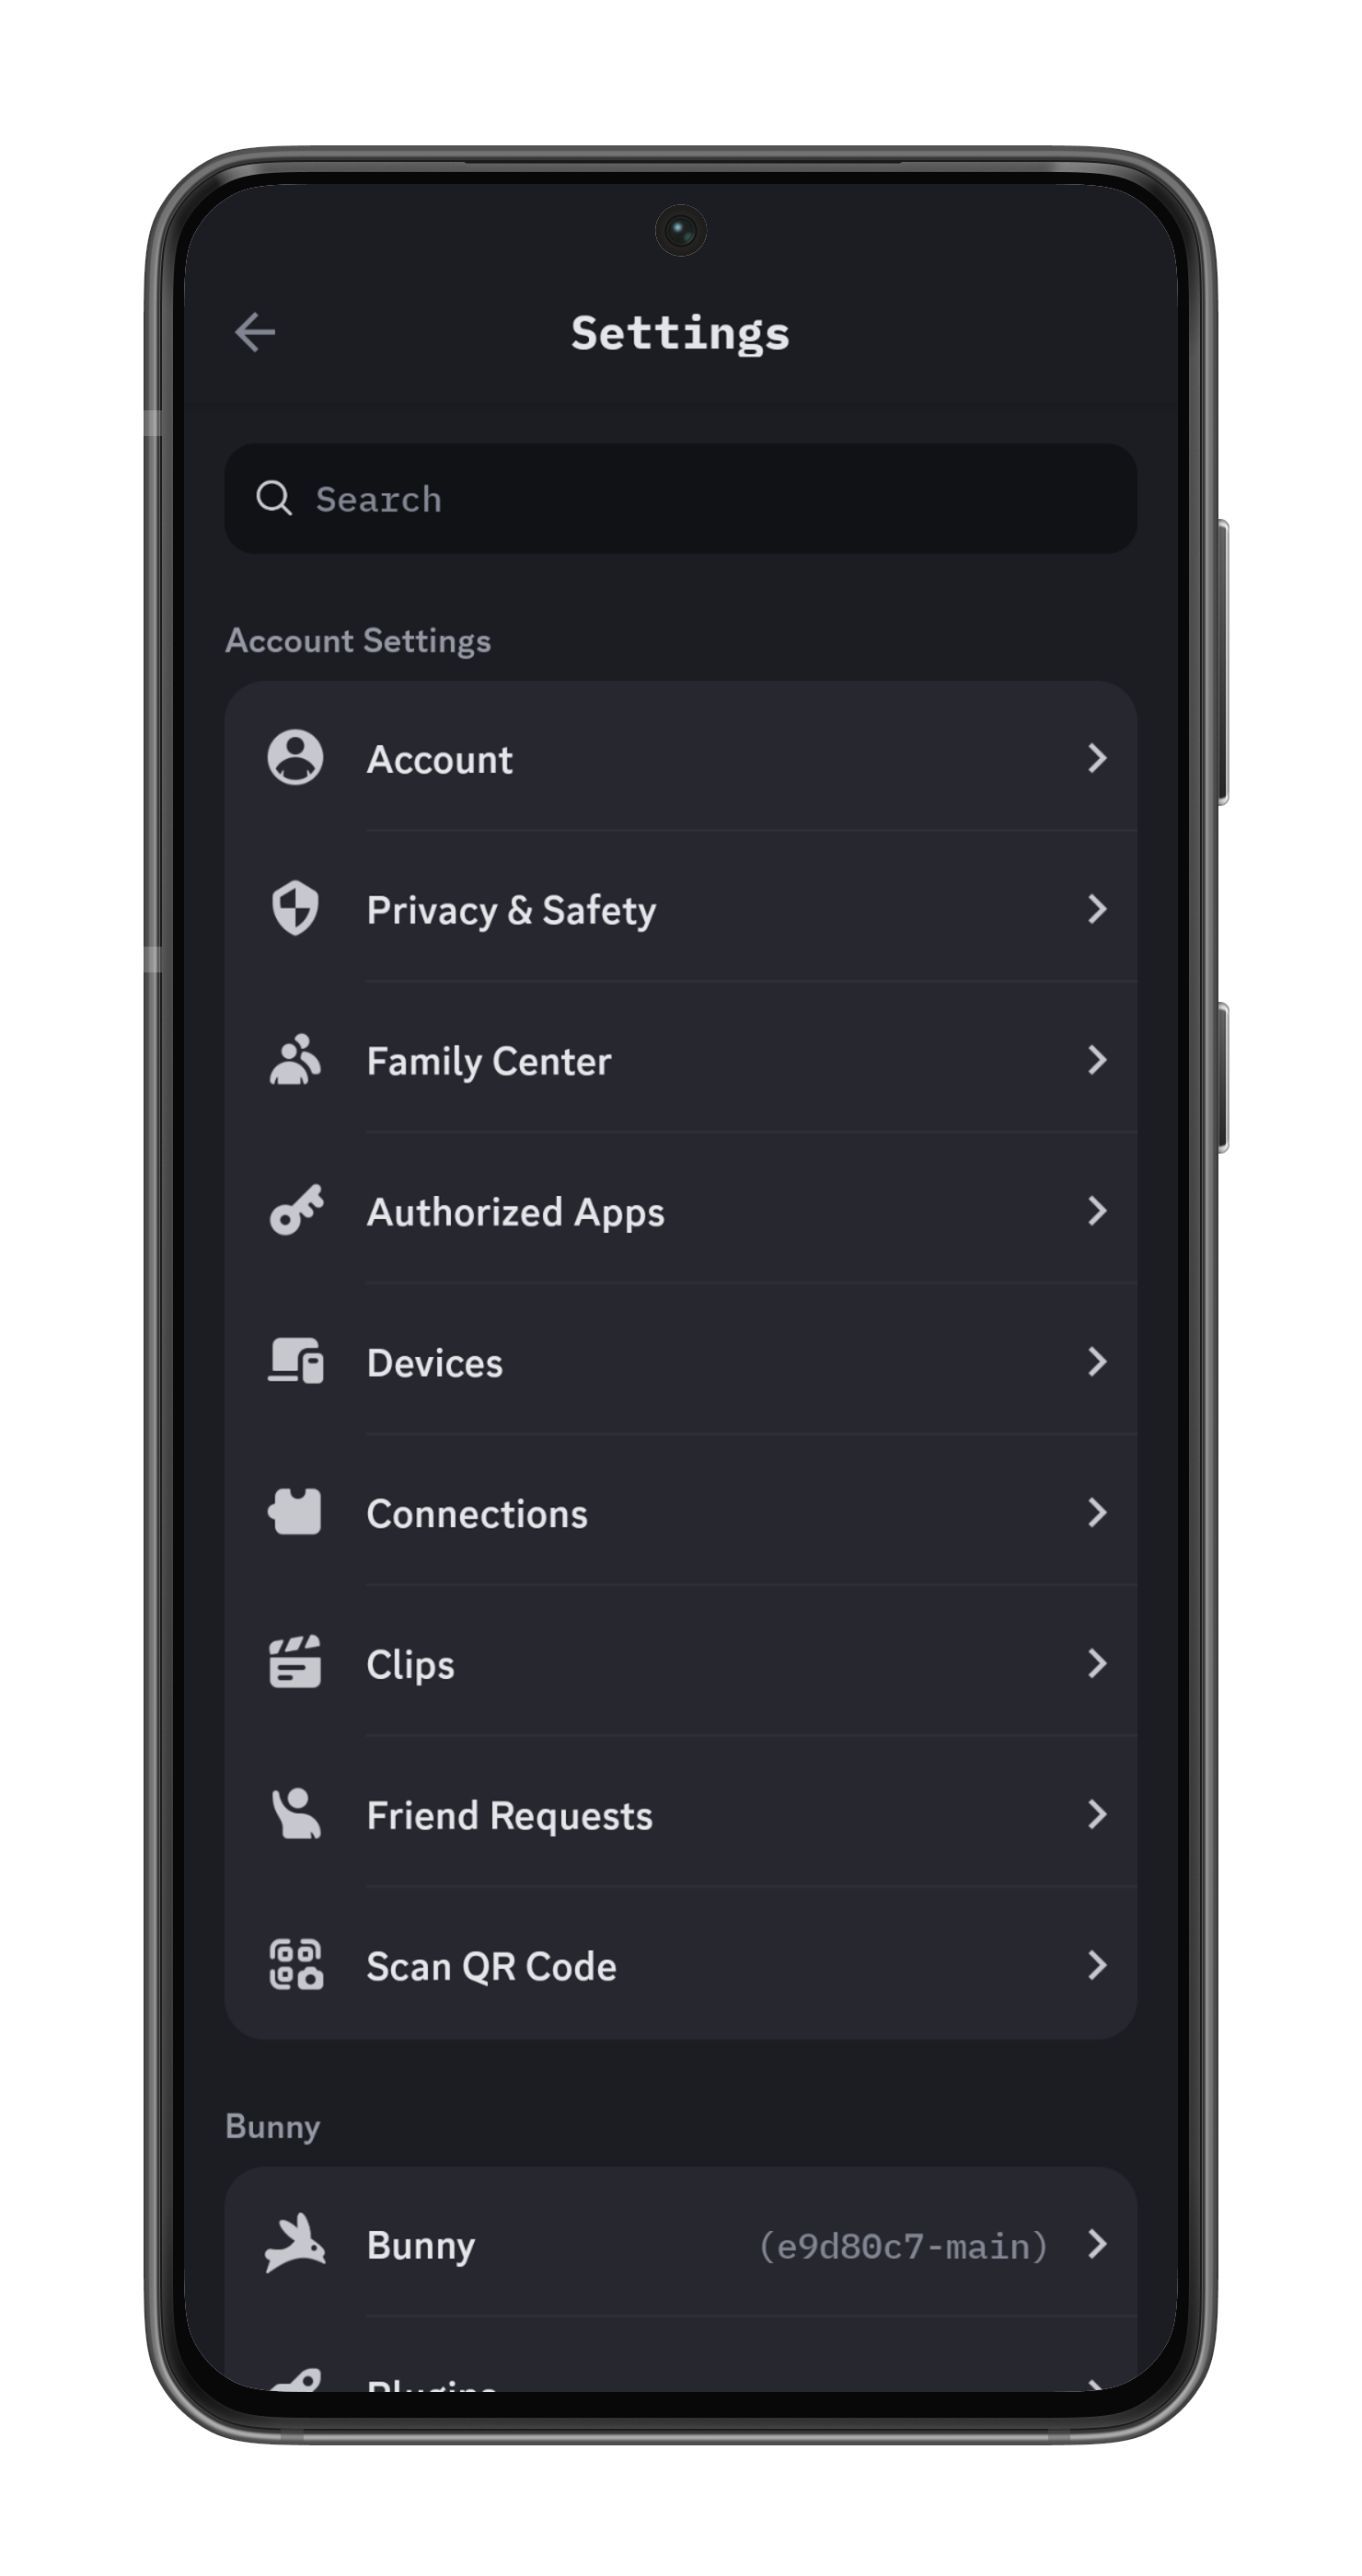 Settings
Search
Account Settings
Account
Privacy & Safety
Family Center
Authorized Apps
Devices
Connections
Clips
Friend Requests
Scan QR Code
Bunny
Bunny (e9d80c7-main)
Plugins